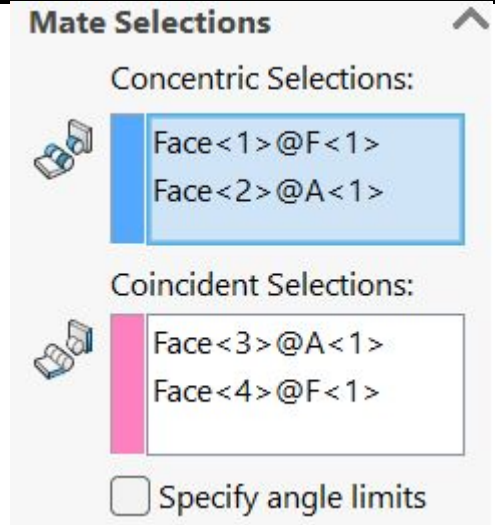 Mate Selections
Concentric Selections:
Face<1>@F<1>
Face<2>@A<1>
Coincident Selections:
Face<3>@A<1>
Face<4>@F<1>
Specify angle limits